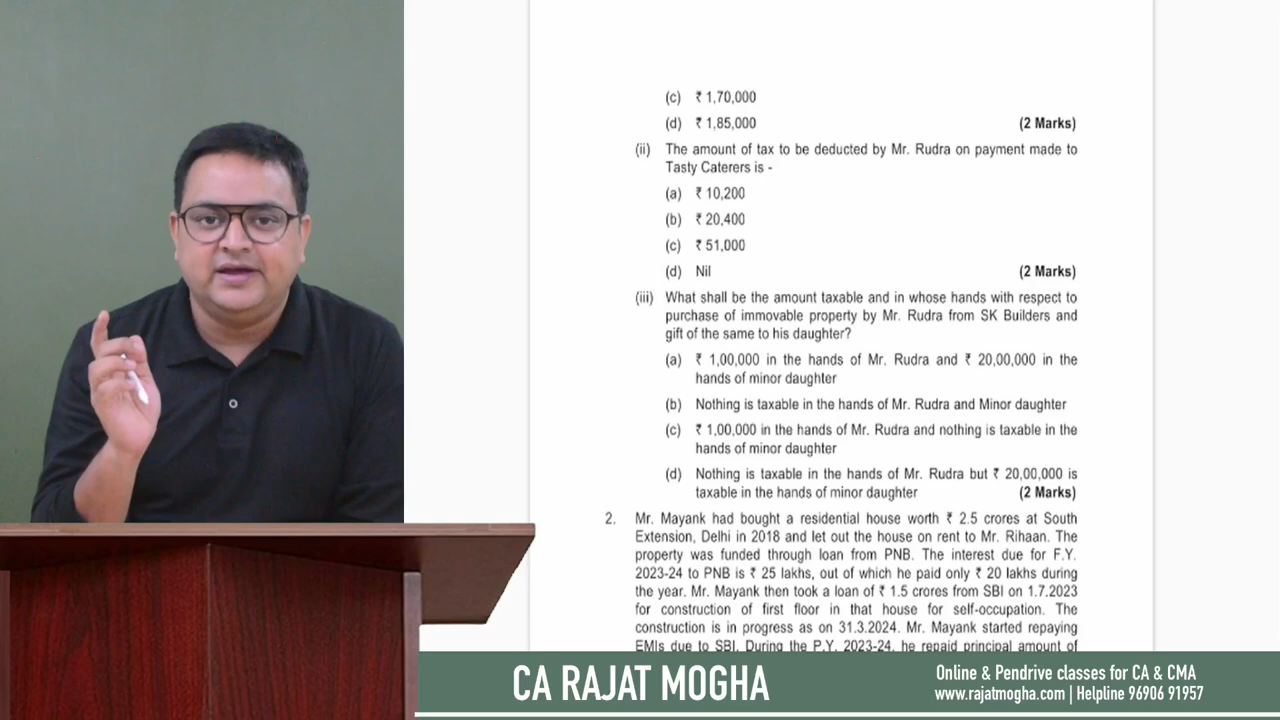 (c) ₹ 1,70,000
(d) ₹ 1,85,000 (2 Marks)
(ii) The amount of tax to be deducted by Mr. Rudra on payment made to
Tasty Caterers is -
(a) ₹ 10,200
(b) ₹ 20,400
(c) ₹ 51,000
(d) Nil (2 Marks)
(iii) What shall be the amount taxable and in whose hands with respect to
purchase of immovable property by Mr. Rudra from SK Builders and
gift of the same to his daughter?
(a) ₹ 1,00,000 in the hands of Mr. Rudra and ₹ 20,00,000 in the
hands of minor daughter
(b) Nothing is taxable in the hands of Mr. Rudra and Minor daughter
(c) ₹ 1,00,000 in the hands of Mr. Rudra and nothing is taxable in the
hands of minor daughter
(d) Nothing is taxable in the hands of Mr. Rudra but ₹ 20,00,000 is
taxable in the hands of minor daughter (2 Marks)
2. Mr. Mayank had bought a residential house worth ₹ 2.5 crores at South
Extension, Delhi in 2018 and let out the house on rent to Mr. Rihaan. The
property was funded through loan from PNB. The interest due for F.Y.
2023-24 to PNB is ₹ 25 lakhs, out of which he paid only ₹ 20 lakhs during
the year. Mr. Mayank then took a loan of ₹ 1.5 crores from SBI on 1.7.2023
for construction of first floor in that house for self-occupation. The
construction is in progress as on 31.3.2024. Mr. Mayank started repaying
EMIs due to SBI. During the P.Y. 2023-24, he repaid principal amount of
CA RAJAT MOGHA
Online & Pendrive classes for CA & CMA
www.rajatmogha.com | Helpline 96906 91957